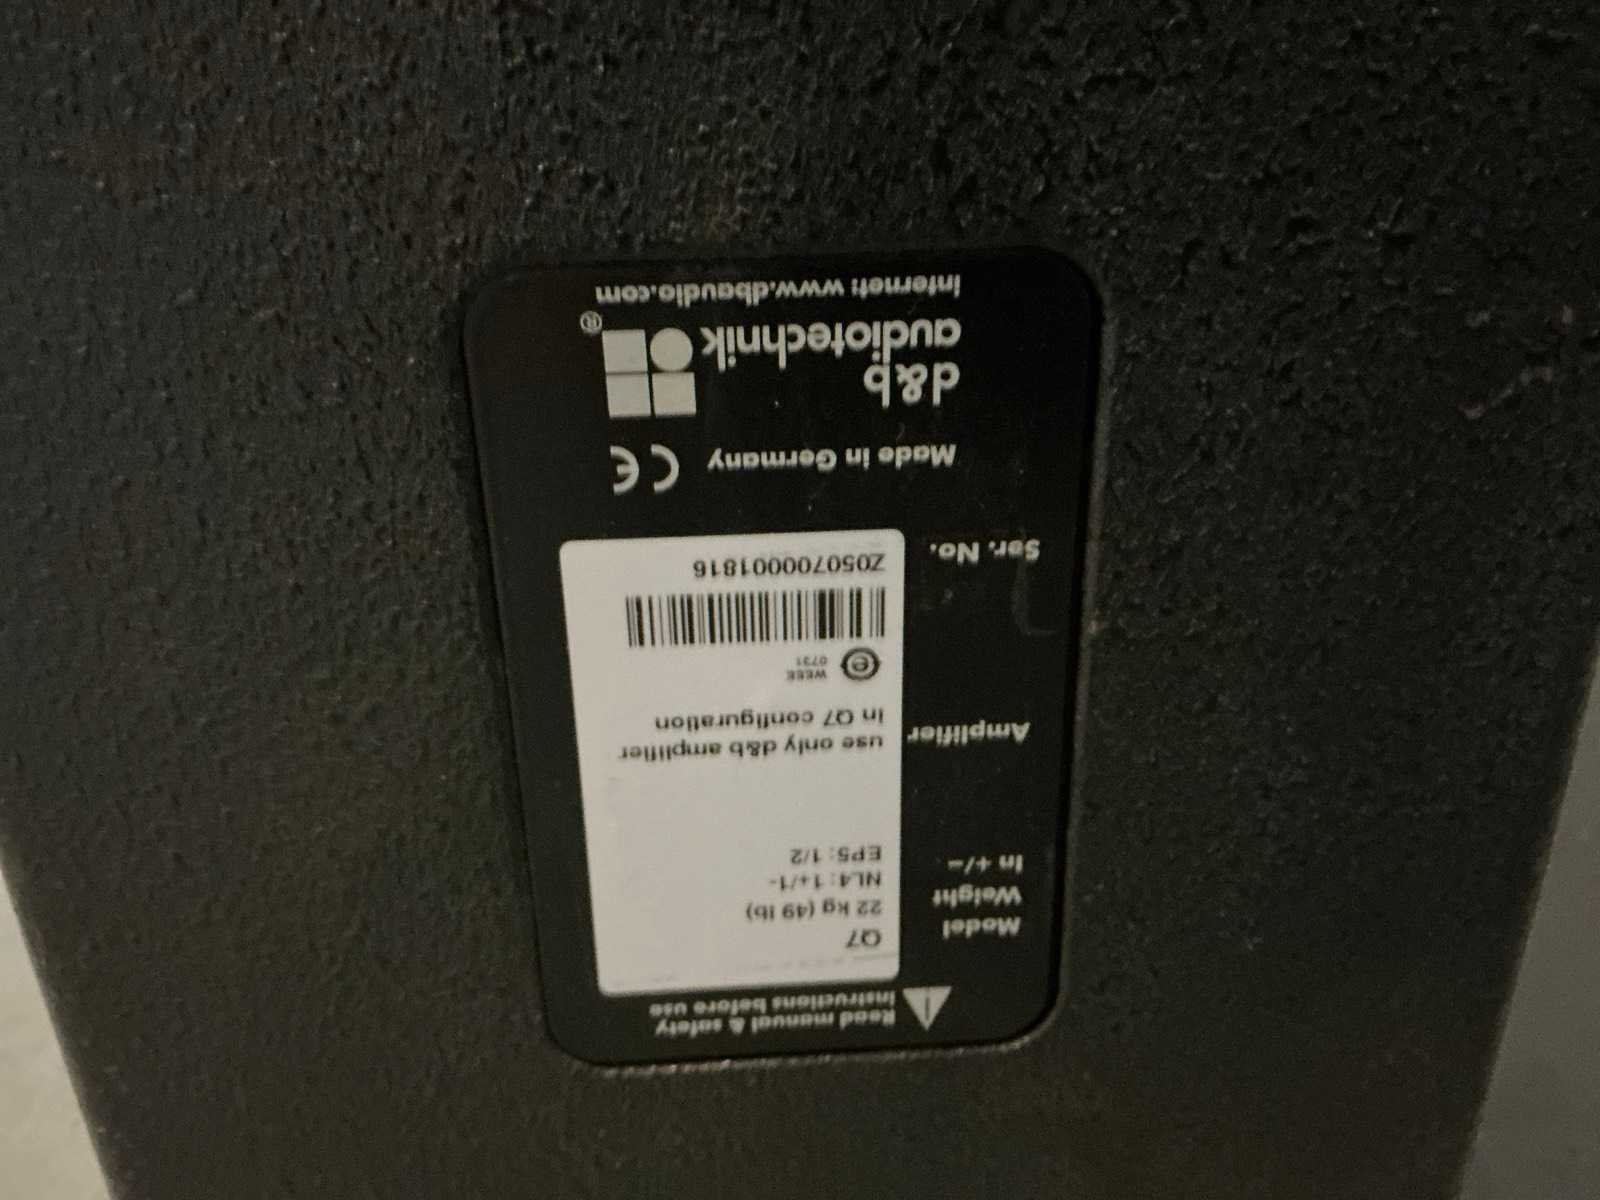 Read manual & safety
instructions before use
Model Q7
Weight 22 kg (49 lb)
In +/− NL4: 1+/1-
EP5: 1/2
Amplifier use only d&b amplifier
in Q7 configuration
WEEE
0731
Ser. No. Z050700001816
Made in Germany CE
d&b
audiotechnik ®
Internet: www.dbaudio.com